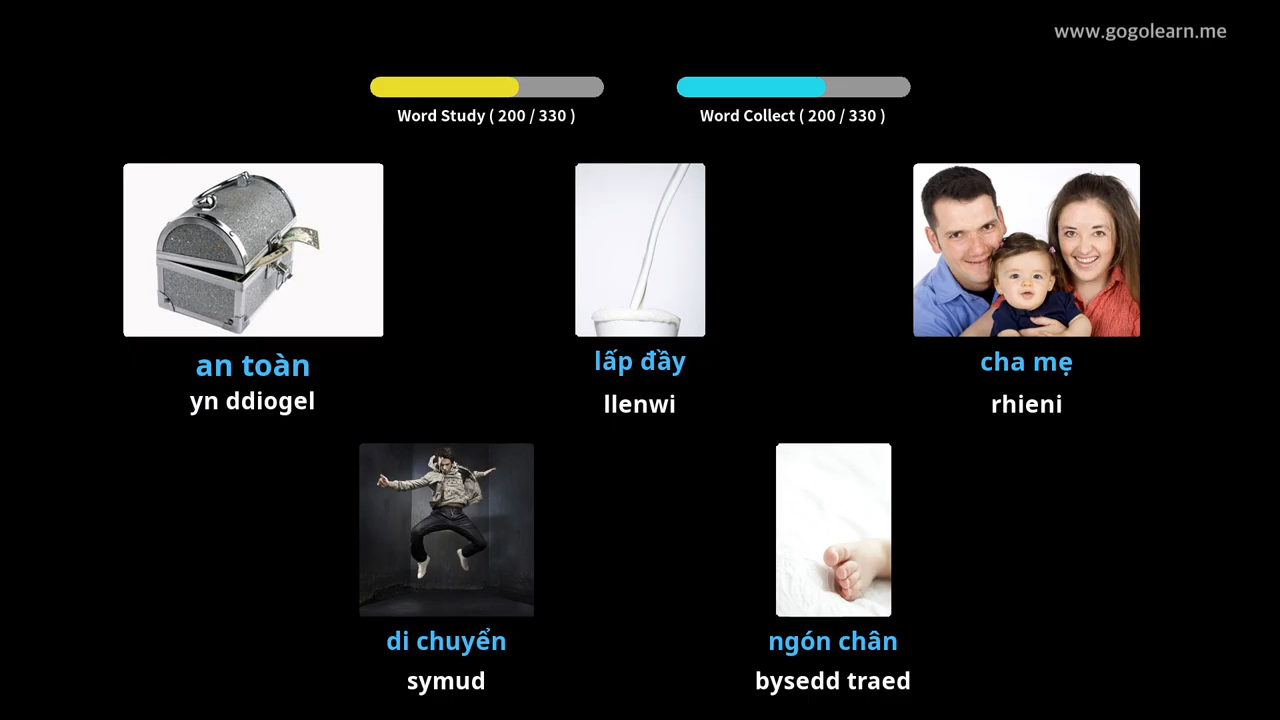 www.gogolearn.me
Word Study ( 200 / 330 )
Word Collect ( 200 / 330 )
an toàn
yn ddiogel
lấp đầy
llenwi
cha mẹ
rhieni
di chuyển
symud
ngón chân
bysedd traed